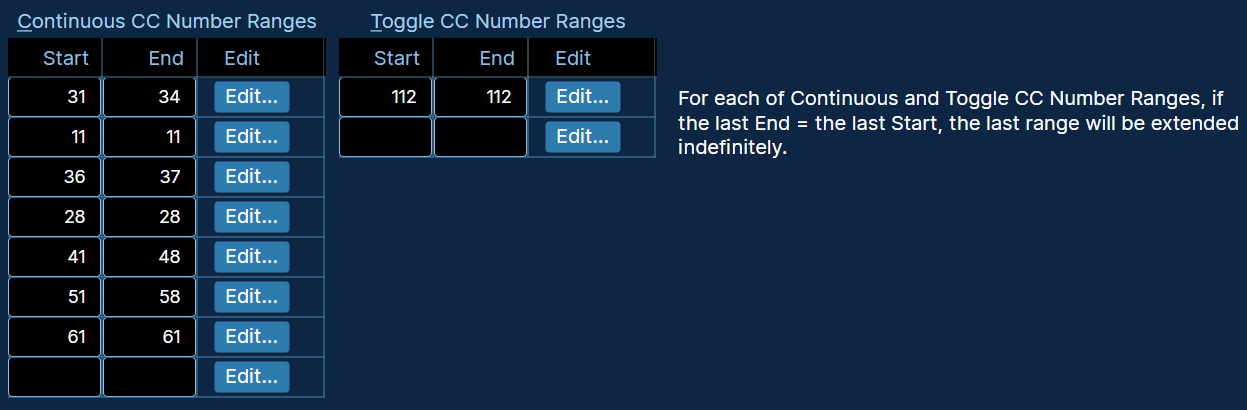 Continuous CC Number Ranges
Start End Edit
31 34 Edit...
11 11 Edit...
36 37 Edit...
28 28 Edit...
41 48 Edit...
51 58 Edit...
61 61 Edit...
Edit...
Toggle CC Number Ranges
Start End Edit
112 112 Edit...
Edit...
For each of Continuous and Toggle CC Number Ranges, if
the last End = the last Start, the last range will be extended
indefinitely.